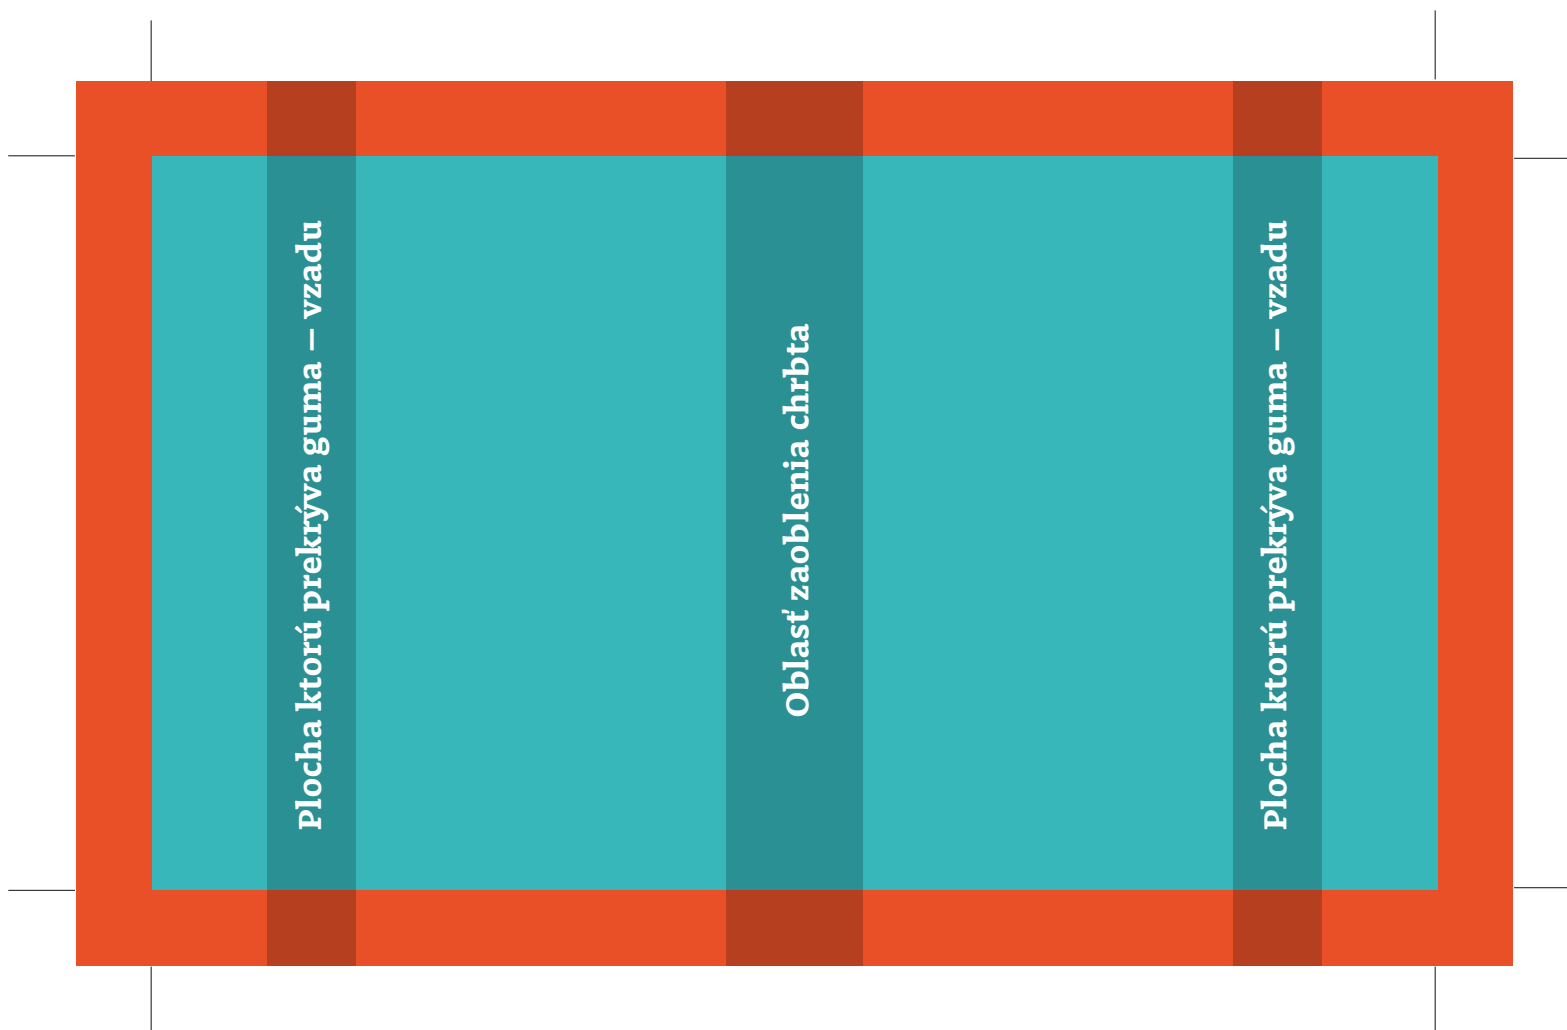 Plocha ktorú prekrýva guma — vzadu
Oblasť zaoblenia chrbta
Plocha ktorú prekrýva guma — vzadu